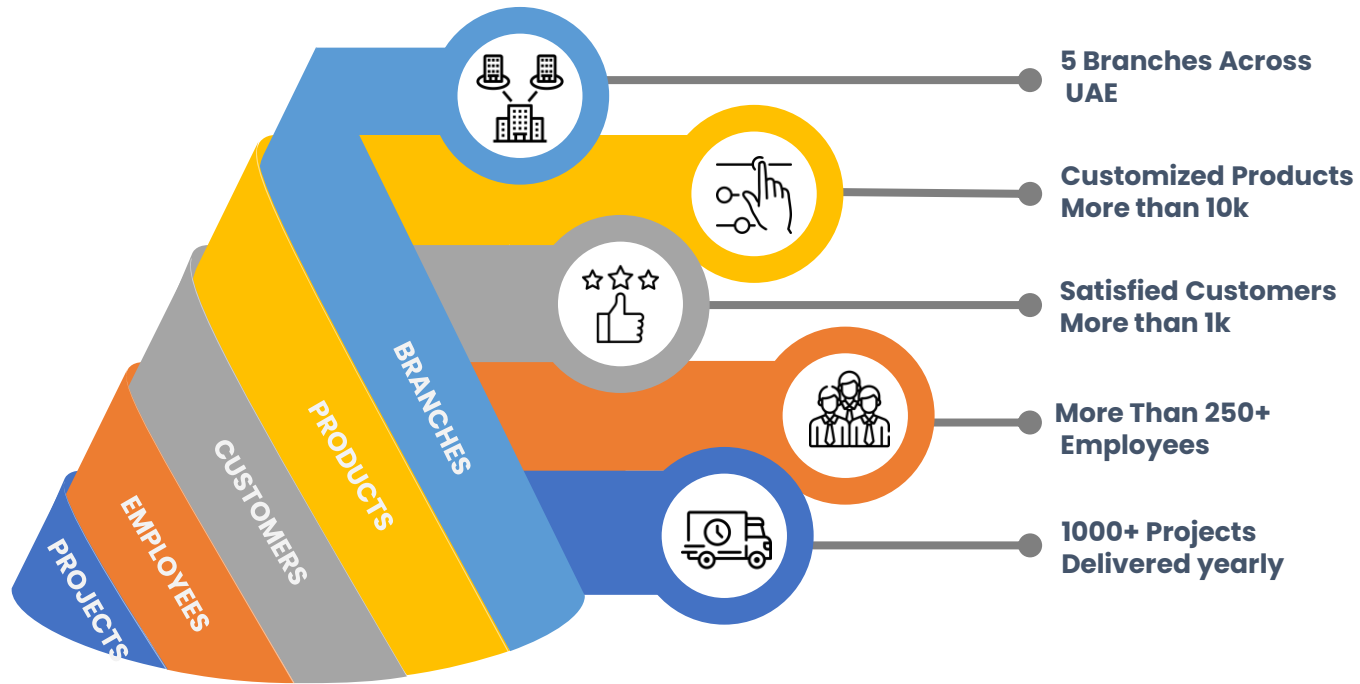 5 Branches Across
UAE
Customized Products
More than 10k
Satisfied Customers
More than 1k
More Than 250+
Employees
1000+ Projects
Delivered yearly
BRANCHES
PRODUCTS
CUSTOMERS
EMPLOYEES
PROJECTS